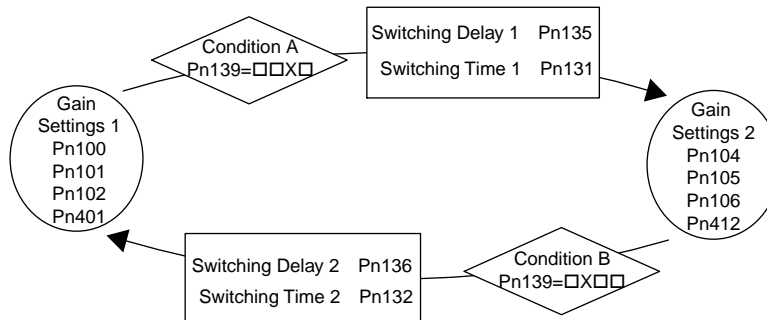 Condition A
Pn139=□□X□
Switching Delay 1 Pn135
Switching Time 1 Pn131
Gain
Settings 1
Pn100
Pn101
Pn102
Pn401
Gain
Settings 2
Pn104
Pn105
Pn106
Pn412
Switching Delay 2 Pn136
Switching Time 2 Pn132
Condition B
Pn139=□X□□